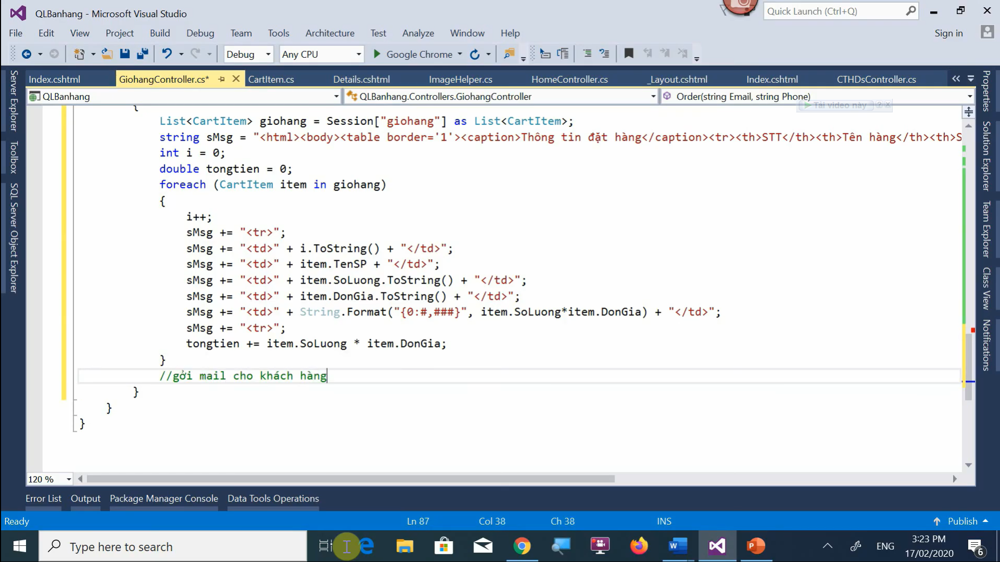 QLBanhang - Microsoft Visual Studio
Quick Launch (Ctrl+Q)
File Edit View Project Build Debug Team Tools Architecture Test Analyze Window Help
Sign in
Debug Any CPU Google Chrome
Index.cshtml GiohangController.cs* CartItem.cs Details.cshtml ImageHelper.cs HomeController.cs _Layout.cshtml Index.cshtml CTHDsController.cs
QLBanhang QLBanhang.Controllers.GiohangController Order(string Email, string Phone)
Tải video này ? x
{
List<CartItem> giohang = Session["giohang"] as List<CartItem>;
string sMsg = "<html><body><table border='1'><caption>Thông tin đặt hàng</caption><tr><th>STT</th><th>Tên hàng</th><th>S
int i = 0;
double tongtien = 0;
foreach (CartItem item in giohang)
{
i++;
sMsg += "<tr>";
sMsg += "<td>" + i.ToString() + "</td>";
sMsg += "<td>" + item.TenSP + "</td>";
sMsg += "<td>" + item.SoLuong.ToString() + "</td>";
sMsg += "<td>" + item.DonGia.ToString() + "</td>";
sMsg += "<td>" + String.Format("{0:#,###}", item.SoLuong*item.DonGia) + "</td>";
sMsg += "<tr>";
tongtien += item.SoLuong * item.DonGia;
}
//gởi mail cho khách hàng
}
}
}
Server Explorer
Toolbox
SQL Server Object Explorer
Properties
Solution Explorer
Team Explorer
Class View
Notifications
120 %
Error List Output Package Manager Console Data Tools Operations
Ready Ln 87 Col 38 Ch 38 INS Publish
Type here to search
ENG
3:23 PM
17/02/2020
6